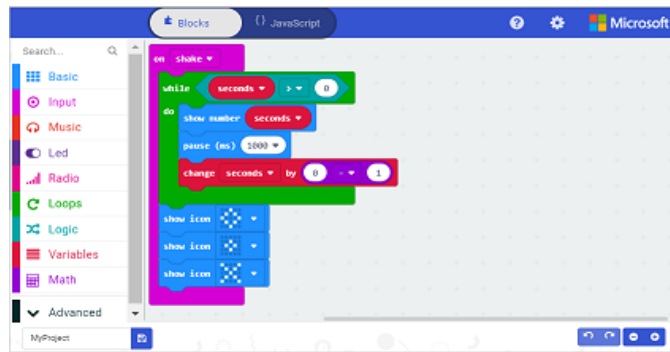 Blocks
{} JavaScript
Microsoft
Search...
Basic
Input
Music
Led
Radio
Loops
Logic
Variables
Math
Advanced
MyProject
on shake
while seconds > 0
do
show number seconds
pause (ms) 1000
change seconds by 0 - 1
show icon
show icon
show icon